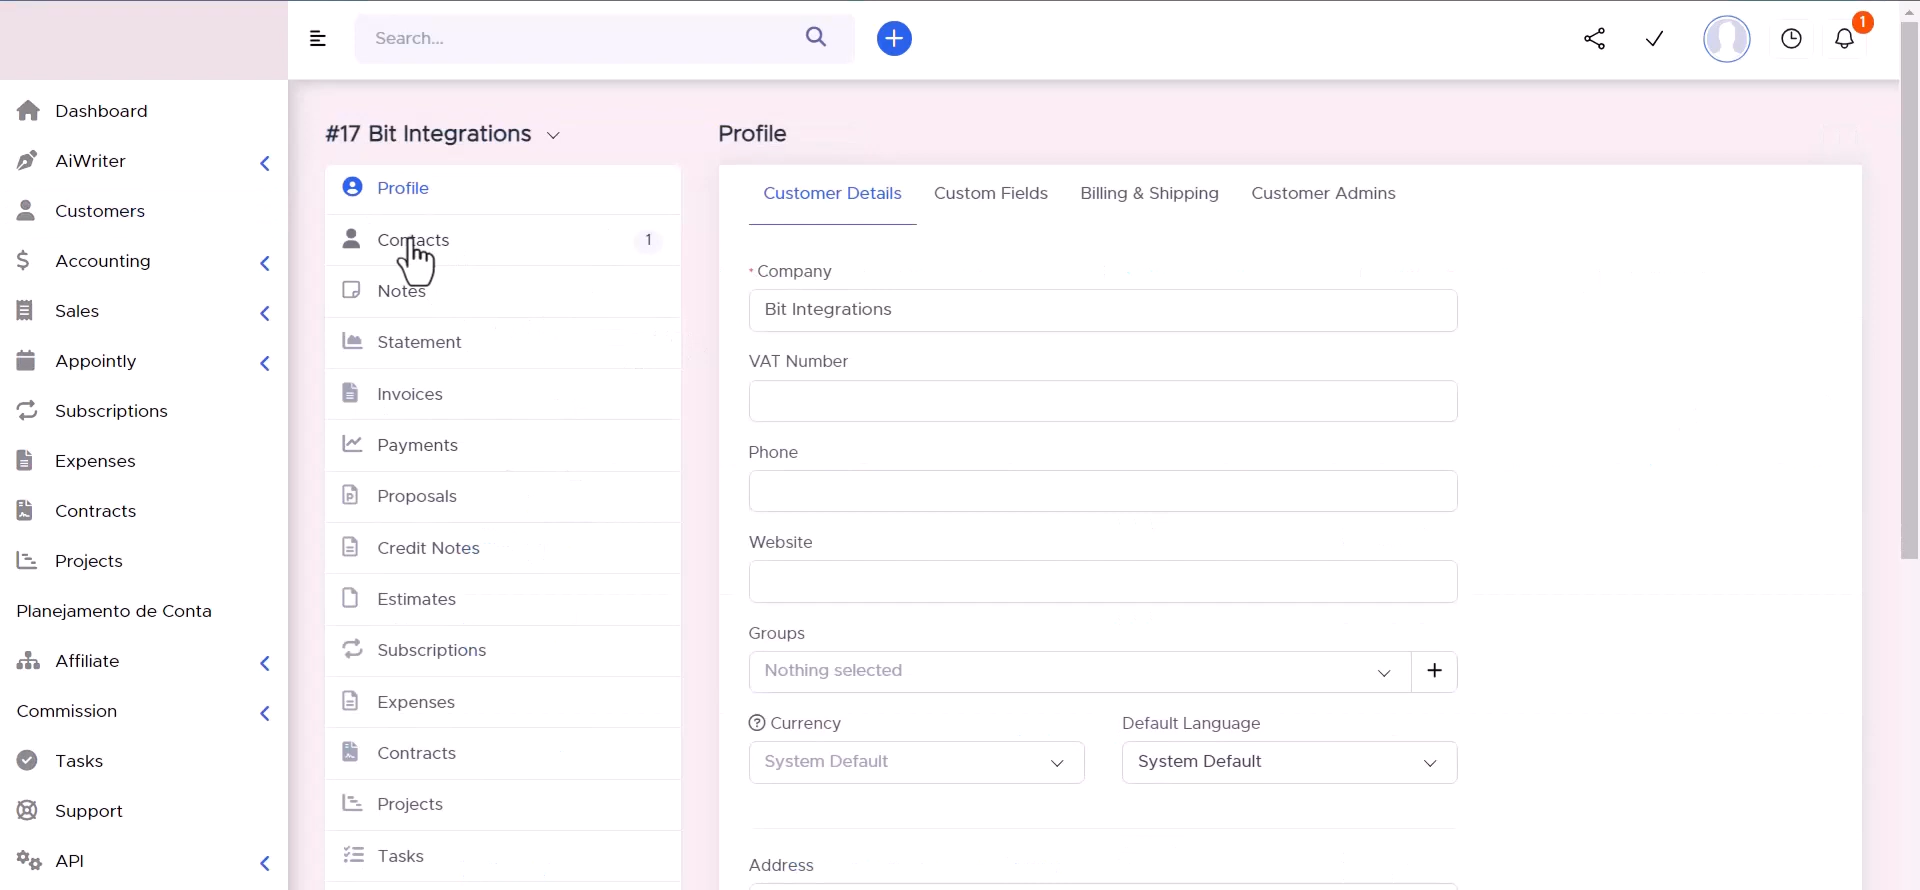 Search...
1
Dashboard
AiWriter
Customers
Accounting
Sales
Appointly
Subscriptions
Expenses
Contracts
Projects
Planejamento de Conta
Affiliate
Commission
Tasks
Support
API
#17 Bit Integrations
Profile
Contacts 1
Notes
Statement
Invoices
Payments
Proposals
Credit Notes
Estimates
Subscriptions
Expenses
Contracts
Projects
Tasks
Profile
Customer Details Custom Fields Billing & Shipping Customer Admins
* Company
Bit Integrations
VAT Number
Phone
Website
Groups
Nothing selected
Currency Default Language
System Default System Default
Address